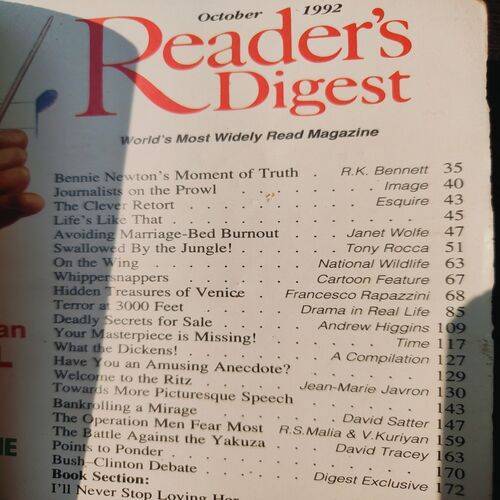 October 1992
Reader's
Digest
World's Most Widely Read Magazine
Bennie Newton's Moment of Truth . R.K. Bennett 35
Journalists on the Prowl . . . . . . . Image 40
The Clever Retort . . . . . . . Esquire 43
Life's Like That . . . . . . . 45
Avoiding Marriage-Bed Burnout . . . Janet Wolfe 47
Swallowed By the Jungle! . . . . Tony Rocca 51
On the Wing . . . . . . National Wildlife 63
Whippersnappers . . . . . Cartoon Feature 67
Hidden Treasures of Venice . . Francesco Rapazzini 68
Terror at 3000 Feet . . . . Drama in Real Life 85
Deadly Secrets for Sale . . . . Andrew Higgins 109
Your Masterpiece is Missing! . . . . Time 117
What the Dickens! . . . . . A Compilation 127
Have You an Amusing Anecdote? . . . . 129
Welcome to the Ritz . . . . Jean-Marie Javron 130
Towards More Picturesque Speech . . . . 143
Bankrolling a Mirage . . . . . David Satter 147
The Operation Men Fear Most . R.S.Malia & V.Kuriyan 159
The Battle Against the Yakuza . . . David Tracey 163
Points to Ponder . . . . . . . 170
Bush–Clinton Debate . . . . Digest Exclusive 172
Book Section:
I'll Never Stop Loving Her
an
L